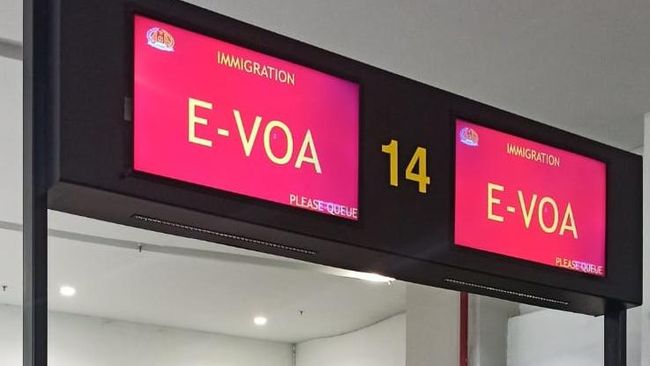 IMMIGRATION
E-VOA
PLEASE QUEUE
14
IMMIGRATION
E-VOA
PLEASE QUEUE